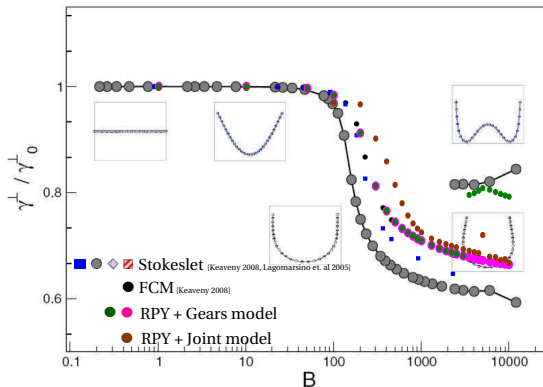 γ⊥ / γ⊥0
1
0.8
0.6
Stokeslet [Keaveny 2008, Lagomarsino et. al 2005]
FCM [Keaveny 2008]
RPY + Gears model
RPY + Joint model
0.1 1 10 100 1000 10000
B